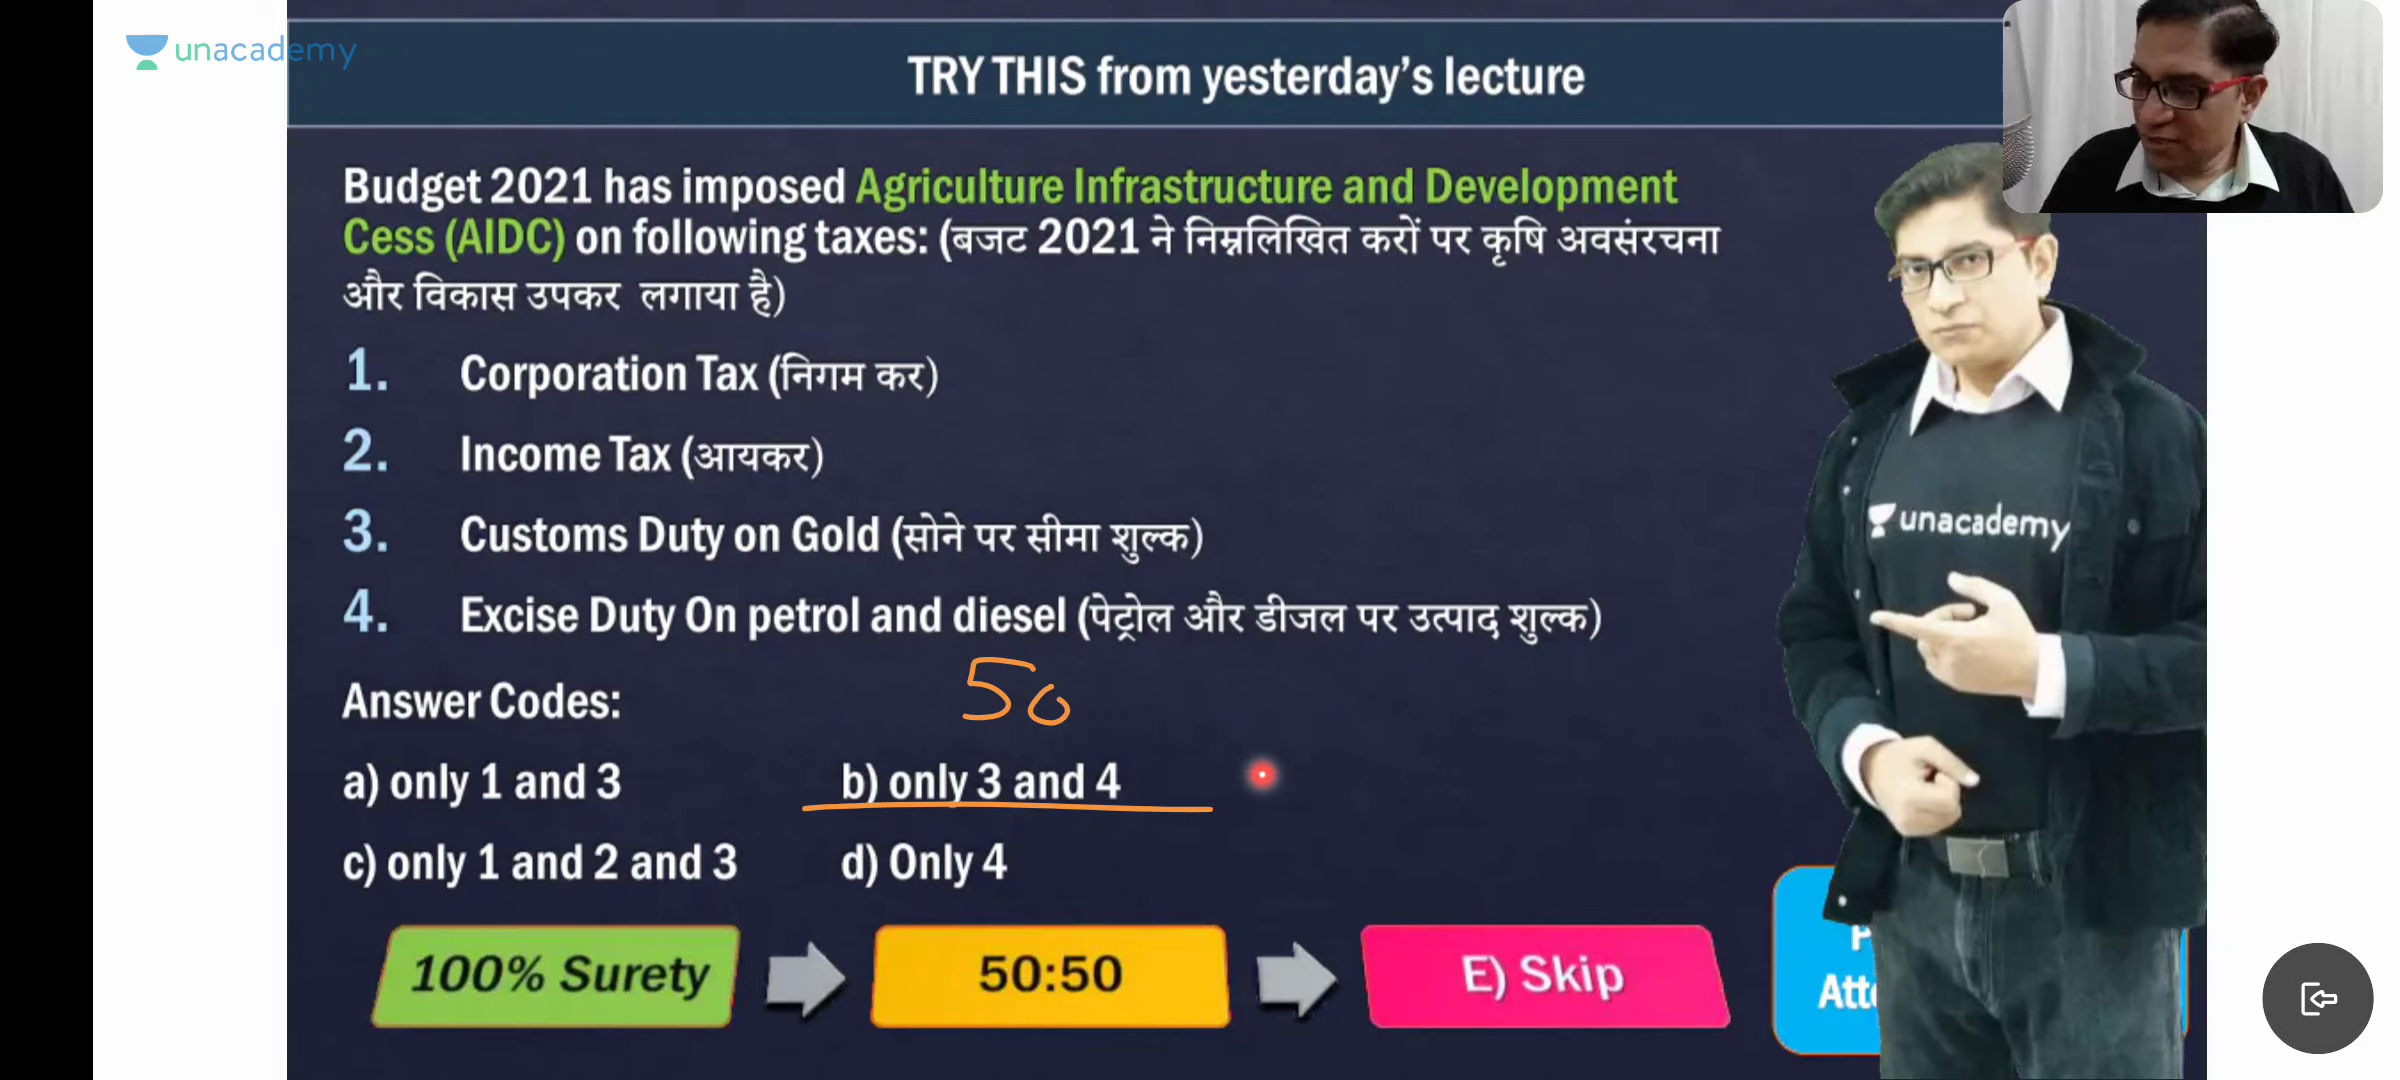 unacademy
TRY THIS from yesterday's lecture
Budget 2021 has imposed Agriculture Infrastructure and Development
Cess (AIDC) on following taxes: (बजट 2021 ने निम्नलिखित करों पर कृषि अवसंरचना
और विकास उपकर लगाया है)
1. Corporation Tax (निगम कर)
2. Income Tax (आयकर)
3. Customs Duty on Gold (सोने पर सीमा शुल्क)
4. Excise Duty On petrol and diesel (पेट्रोल और डीजल पर उत्पाद शुल्क)
unacademy
50
Answer Codes:
a) only 1 and 3 b) only 3 and 4
c) only 1 and 2 and 3 d) Only 4
100% Surety 50:50 E) Skip